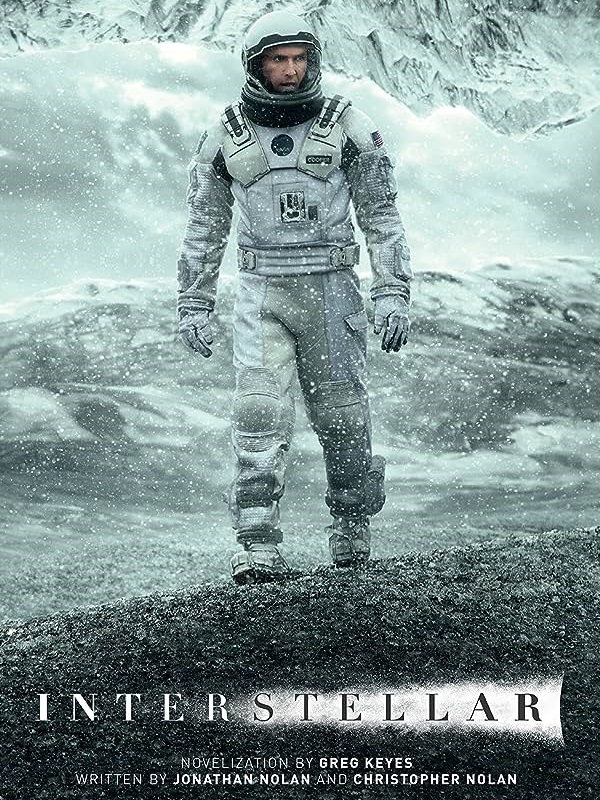 COOPER
INTERSTELLAR
NOVELIZATION BY GREG KEYES
WRITTEN BY JONATHAN NOLAN AND CHRISTOPHER NOLAN